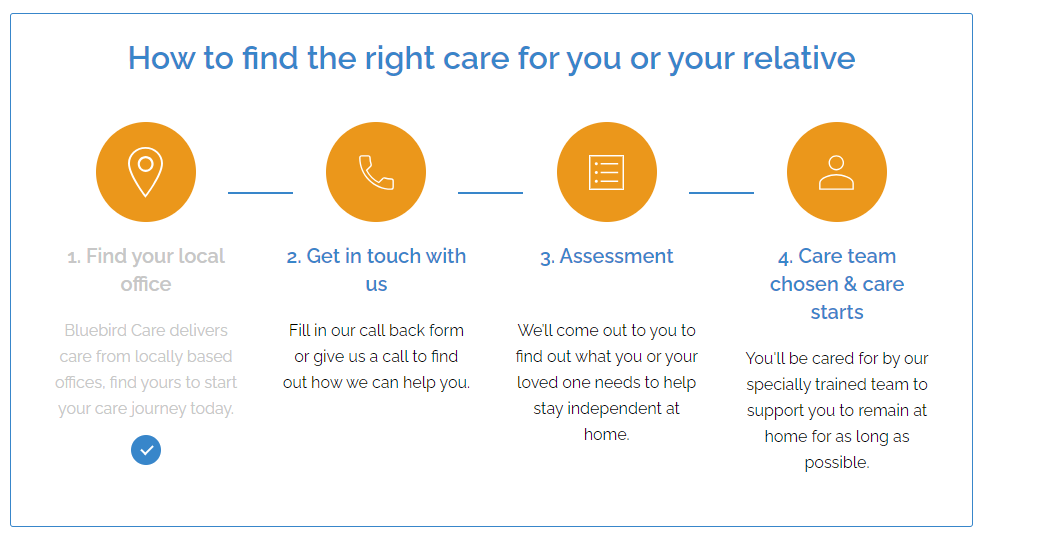 How to find the right care for you or your relative
1. Find your local
office
Bluebird Care delivers
care from locally based
offices, find yours to start
your care journey today.
2. Get in touch with
us
Fill in our call back form
or give us a call to find
out how we can help you.
3. Assessment
We'll come out to you to
find out what you or your
loved one needs to help
stay independent at
home.
4. Care team
chosen & care
starts
You'll be cared for by our
specially trained team to
support you to remain at
home for as long as
possible.